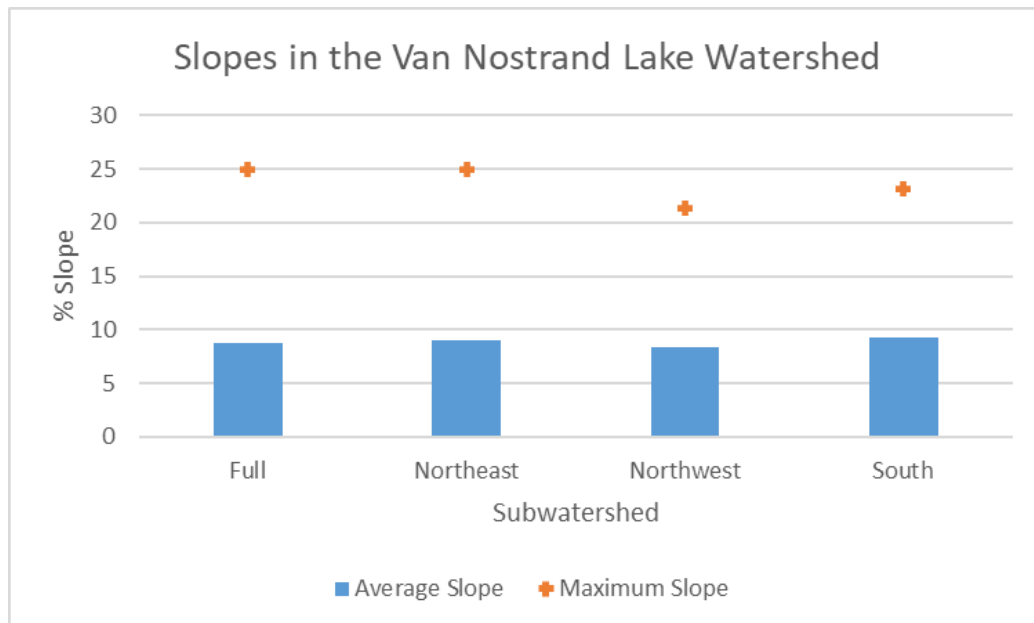 Slopes in the Van Nostrand Lake Watershed
30
25
20
15
10
5
0
% Slope
Full Northeast Northwest South
Subwatershed
Average Slope Maximum Slope